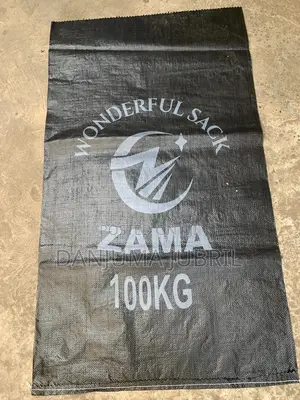 WONDERFUL SACK
ZAMA
DANJUMA JUBRIL
100KG